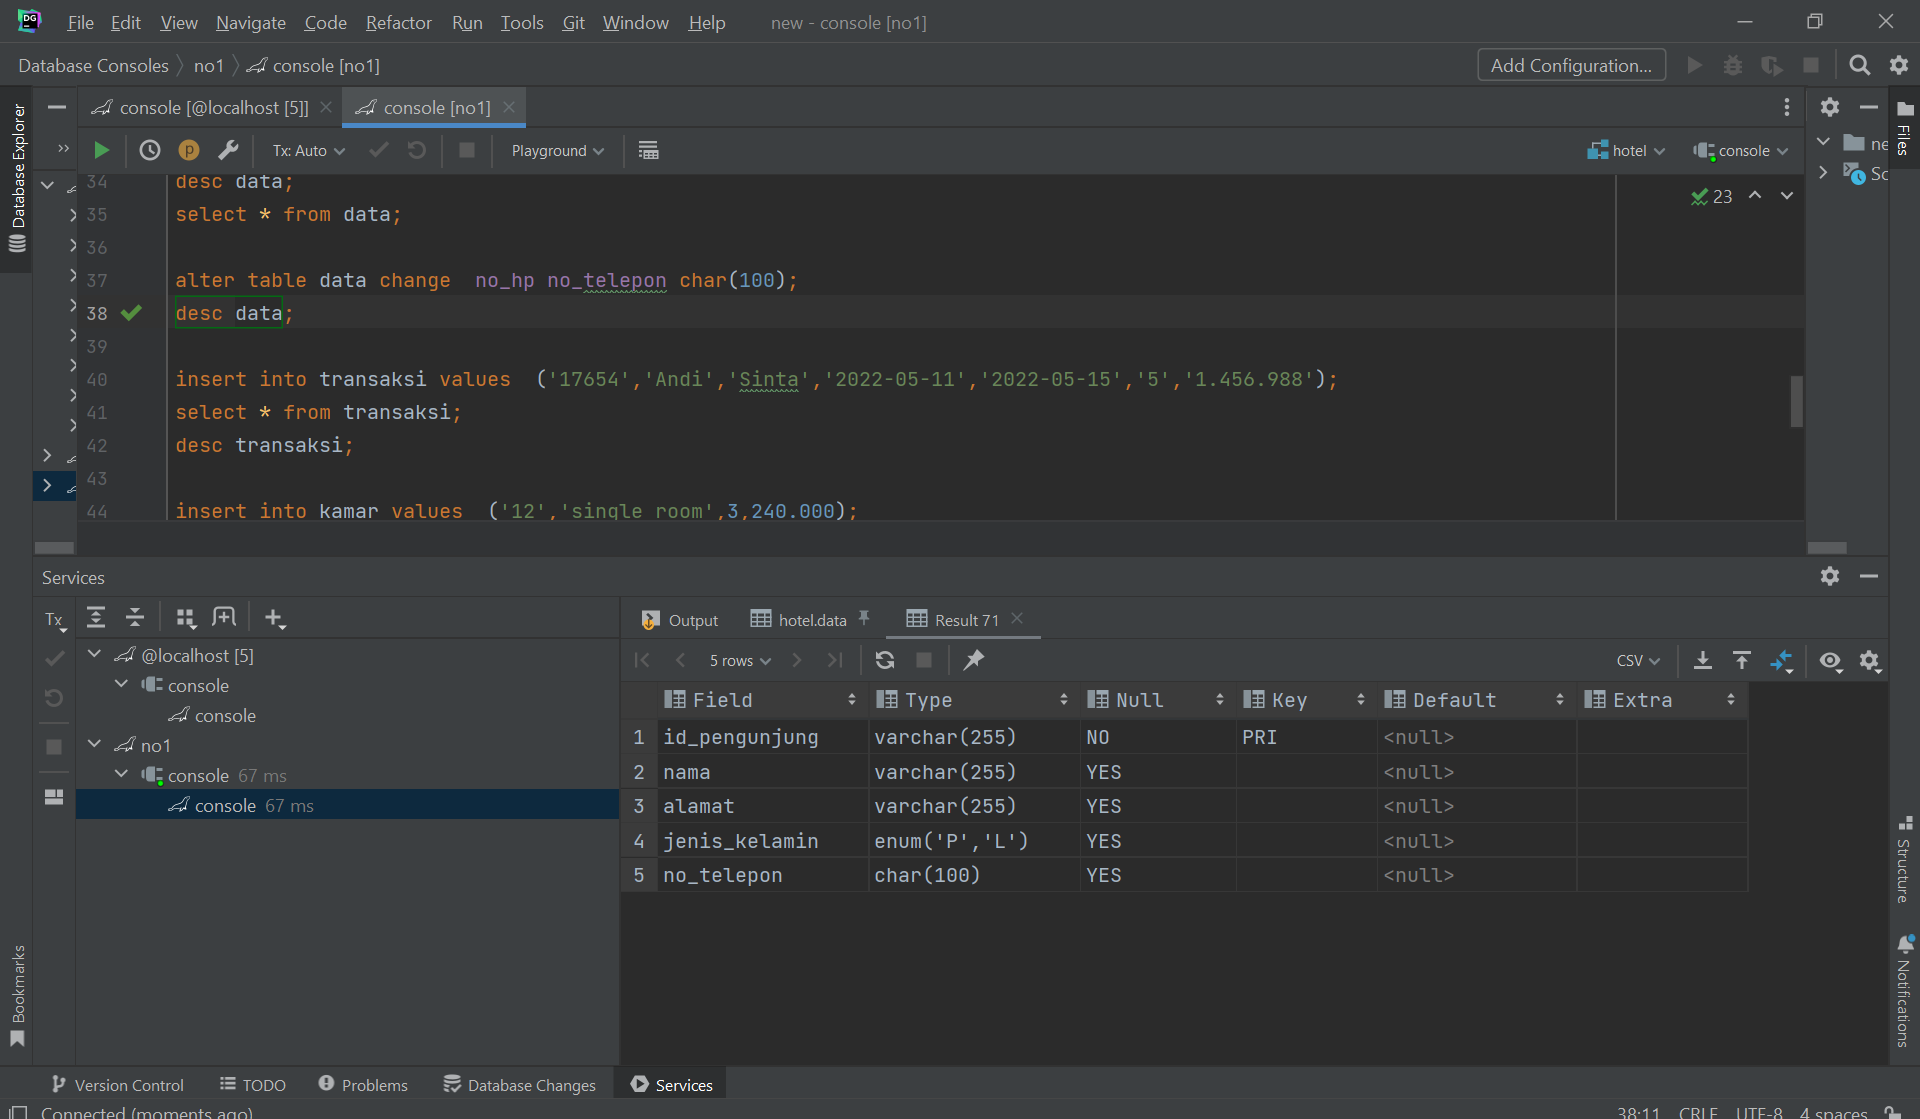 DG
File Edit View Navigate Code Refactor Run Tools Git Window Help new - console [no1]
Database Consoles no1 console [no1] Add Configuration...
Database Explorer
console [@localhost [5]] console [no1]
Files
Tx: Auto Playground hotel console
ne
Sc
23
34 desc data;
35 select * from data;
36
37 alter table data change  no_hp no_telepon char(100);
38 desc data;
39
40 insert into transaksi values  ('17654','Andi','Sinta','2022-05-11','2022-05-15','5','1.456.988');
41 select * from transaksi;
42 desc transaksi;
43
44 insert into kamar values  ('12','single room',3,240.000);
Services
Tx
@localhost [5]
console
console
no1
console 67 ms
console 67 ms
Output hotel.data Result 71
5 rows CSV
Field Type Null Key Default Extra
1 id_pengunjung varchar(255) NO PRI <null>
2 nama varchar(255) YES <null>
3 alamat varchar(255) YES <null>
4 jenis_kelamin enum('P','L') YES <null>
5 no_telepon char(100) YES <null>
Structure
Notifications
Bookmarks
Version Control TODO Problems Database Changes Services
Connected (moments ago) 38:11 CRLF UTF-8 4 spaces